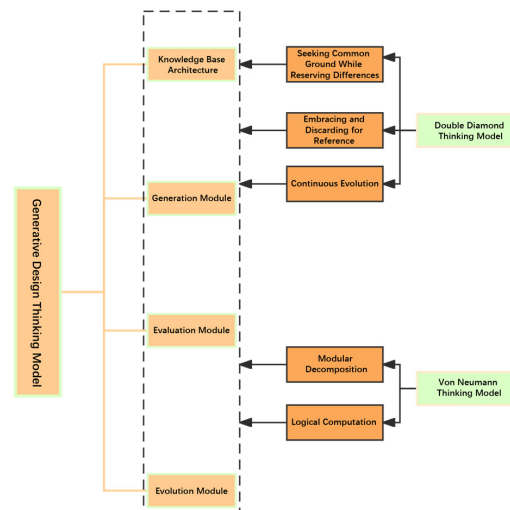 Generative Design Thinking Model
Knowledge Base
Architecture
Generation Module
Evaluation Module
Evolution Module
Seeking Common
Ground While
Reserving Differences
Embracing and
Discarding for
Reference
Continuous Evolution
Modular
Decomposition
Logical Computation
Double Diamond
Thinking Model
Von Neumann
Thinking Model